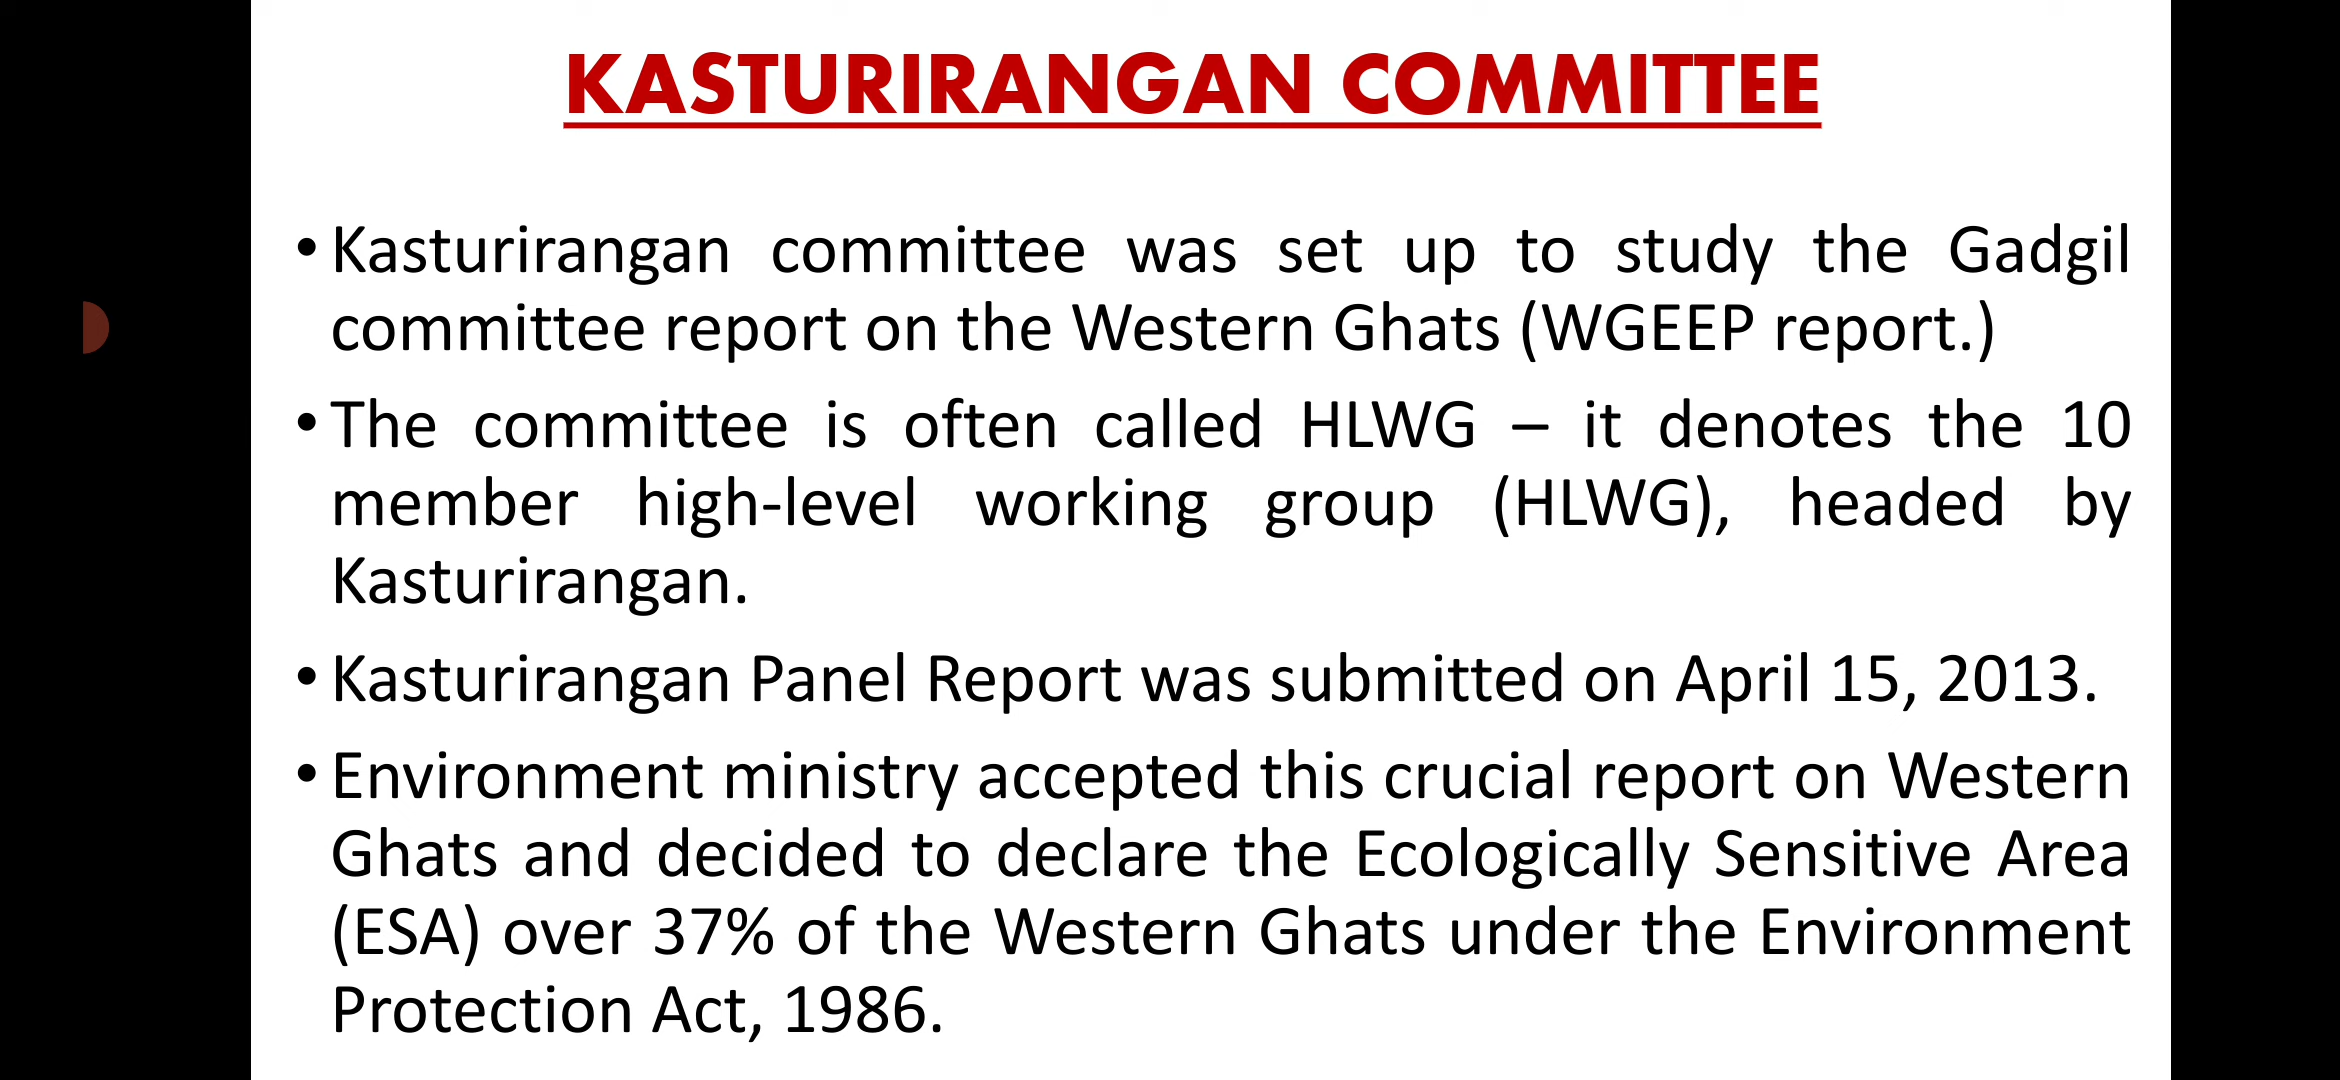 KASTURIRANGAN COMMITTEE
• Kasturirangan committee was set up to study the Gadgil
committee report on the Western Ghats (WGEEP report.)
• The committee is often called HLWG – it denotes the 10
member high-level working group (HLWG), headed by
Kasturirangan.
• Kasturirangan Panel Report was submitted on April 15, 2013.
• Environment ministry accepted this crucial report on Western
Ghats and decided to declare the Ecologically Sensitive Area
(ESA) over 37% of the Western Ghats under the Environment
Protection Act, 1986.